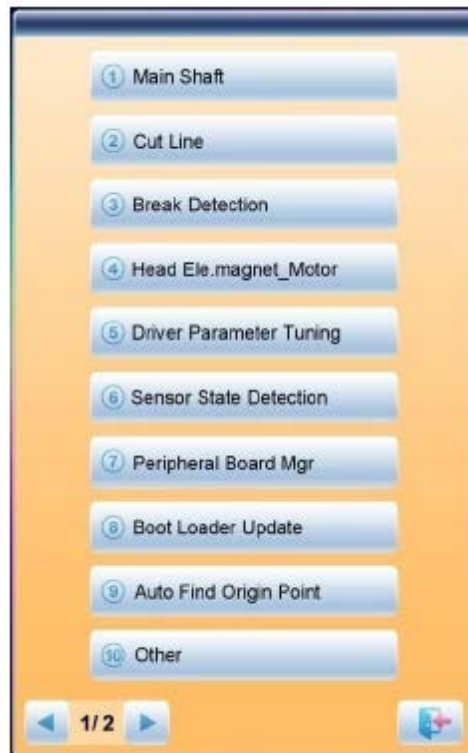 1 Main Shaft
2 Cut Line
3 Break Detection
4 Head Ele.magnet_Motor
5 Driver Parameter Tuning
6 Sensor State Detection
7 Peripheral Board Mgr
8 Boot Loader Update
9 Auto Find Origin Point
10 Other
1/2